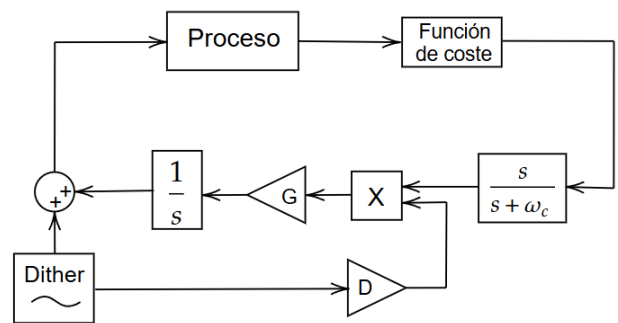 Proceso
Función
de coste
+
+
1
s
G
X
s
s + ω_c
Dither
D